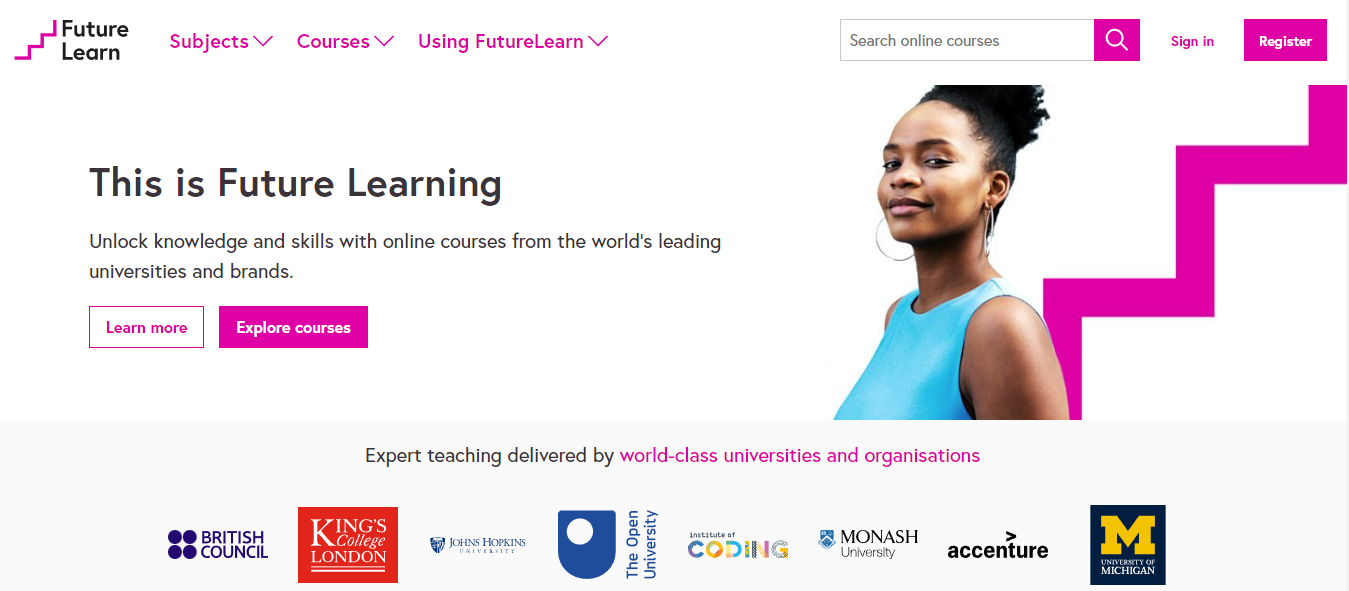 Future
Learn
Subjects
Courses
Using FutureLearn
Search online courses
Sign in
Register
This is Future Learning
Unlock knowledge and skills with online courses from the world's leading
universities and brands.
Learn more
Explore courses
Expert teaching delivered by world-class universities and organisations
BRITISH
COUNCIL
KING'S
College
LONDON
JOHNS HOPKINS
UNIVERSITY
The Open
University
institute of
CODING
MONASH
University
accenture
M
UNIVERSITY OF
MICHIGAN